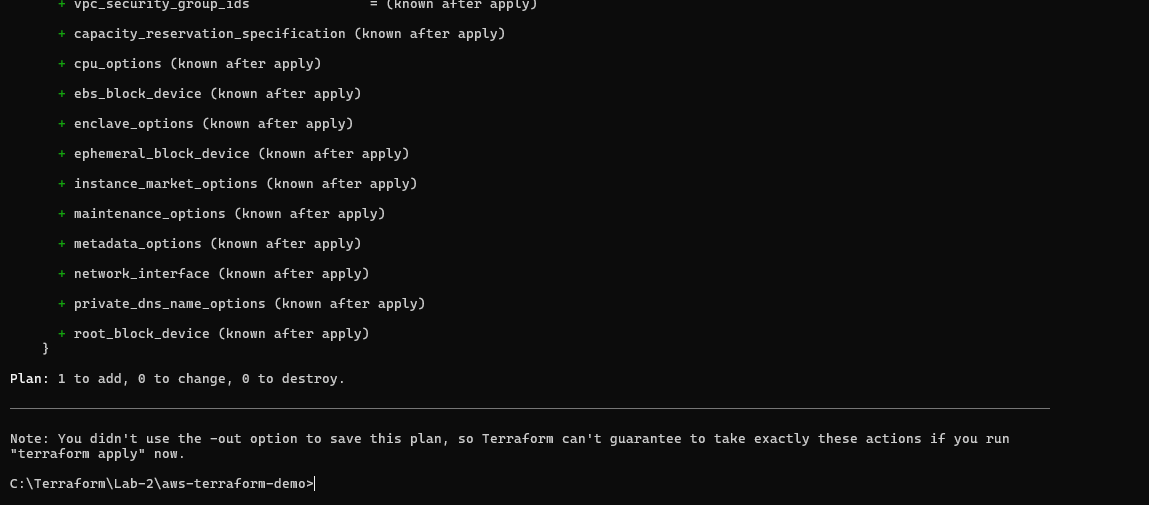 + vpc_security_group_ids               = (known after apply)
+ capacity_reservation_specification (known after apply)
+ cpu_options (known after apply)
+ ebs_block_device (known after apply)
+ enclave_options (known after apply)
+ ephemeral_block_device (known after apply)
+ instance_market_options (known after apply)
+ maintenance_options (known after apply)
+ metadata_options (known after apply)
+ network_interface (known after apply)
+ private_dns_name_options (known after apply)
+ root_block_device (known after apply)
}
Plan: 1 to add, 0 to change, 0 to destroy.
Note: You didn't use the -out option to save this plan, so Terraform can't guarantee to take exactly these actions if you run
"terraform apply" now.
C:\Terraform\Lab-2\aws-terraform-demo>